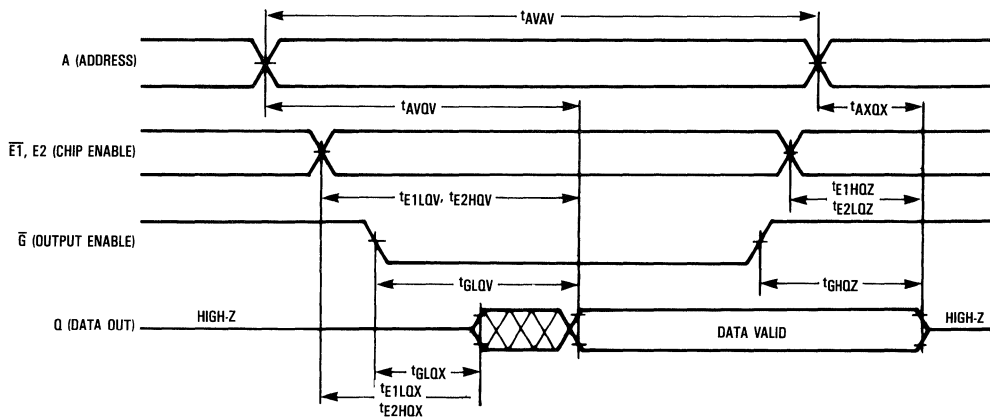 tAVAV
A (ADDRESS)
tAVQV
tAXQX
E1, E2 (CHIP ENABLE)
tE1LQV, tE2HQV
tE1HQZ
tE2LQZ
G (OUTPUT ENABLE)
tGLQV
tGHQZ
Q (DATA OUT)
HIGH-Z
DATA VALID
HIGH-Z
tGLQX
tE1LQX
tE2HQX